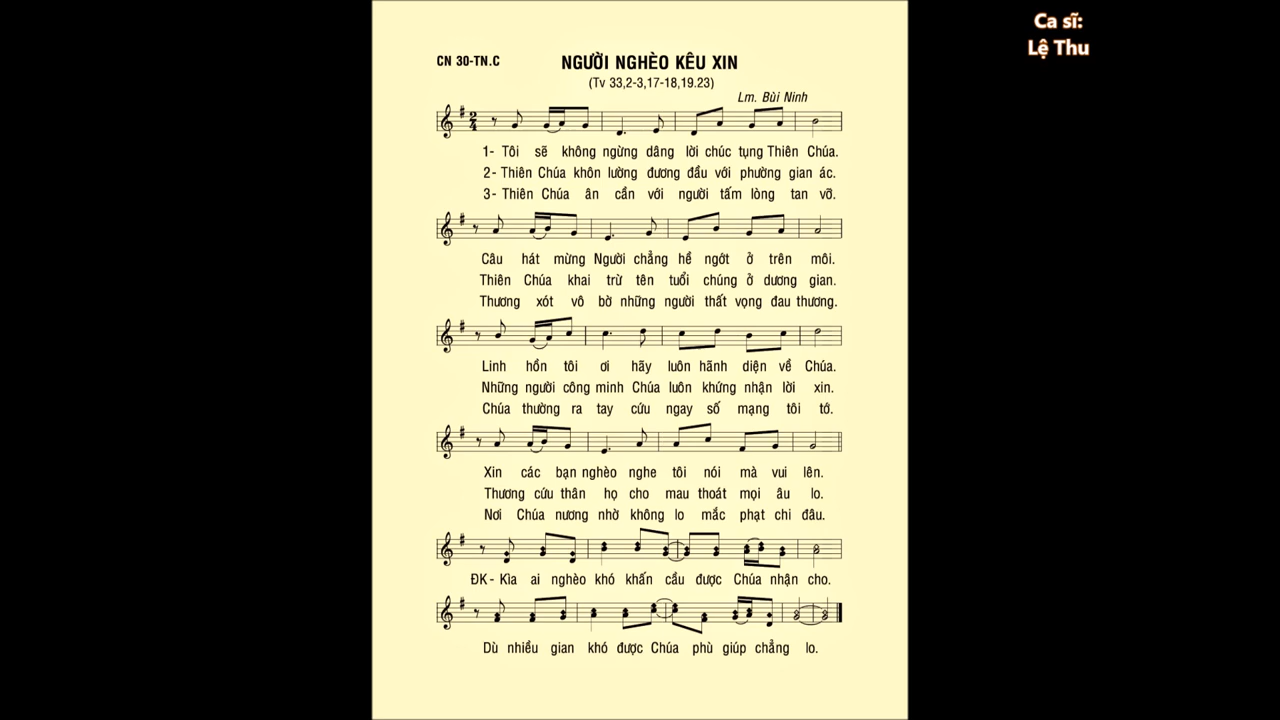 Ca sĩ:
Lệ Thu
CN 30-TN.C
NGƯỜI NGHÈO KÊU XIN
(Tv 33,2-3,17-18,19.23)
Lm. Bùi Ninh
2
4
1- Tôi sẽ không ngừng dâng lời chúc tụng Thiên Chúa.
2- Thiên Chúa khôn lường đương đầu với phường gian ác.
3- Thiên Chúa ân cần với người tấm lòng tan vỡ.
Câu hát mừng Người chẳng hề ngớt ở trên môi.
Thiên Chúa khai trừ tên tuổi chúng ở dương gian.
Thương xót vô bờ những người thất vọng đau thương.
Linh hồn tôi ơi hãy luôn hãnh diện về Chúa.
Những người công minh Chúa luôn khứng nhận lời xin.
Chúa thường ra tay cứu ngay số mạng tôi tớ.
Xin các bạn nghèo nghe tôi nói mà vui lên.
Thương cứu thân họ cho mau thoát mọi âu lo.
Nơi Chúa nương nhờ không lo mắc phạt chi đâu.
ĐK- Kìa ai nghèo khó khấn cầu được Chúa nhận cho.
Dù nhiều gian khó được Chúa phù giúp chẳng lo.